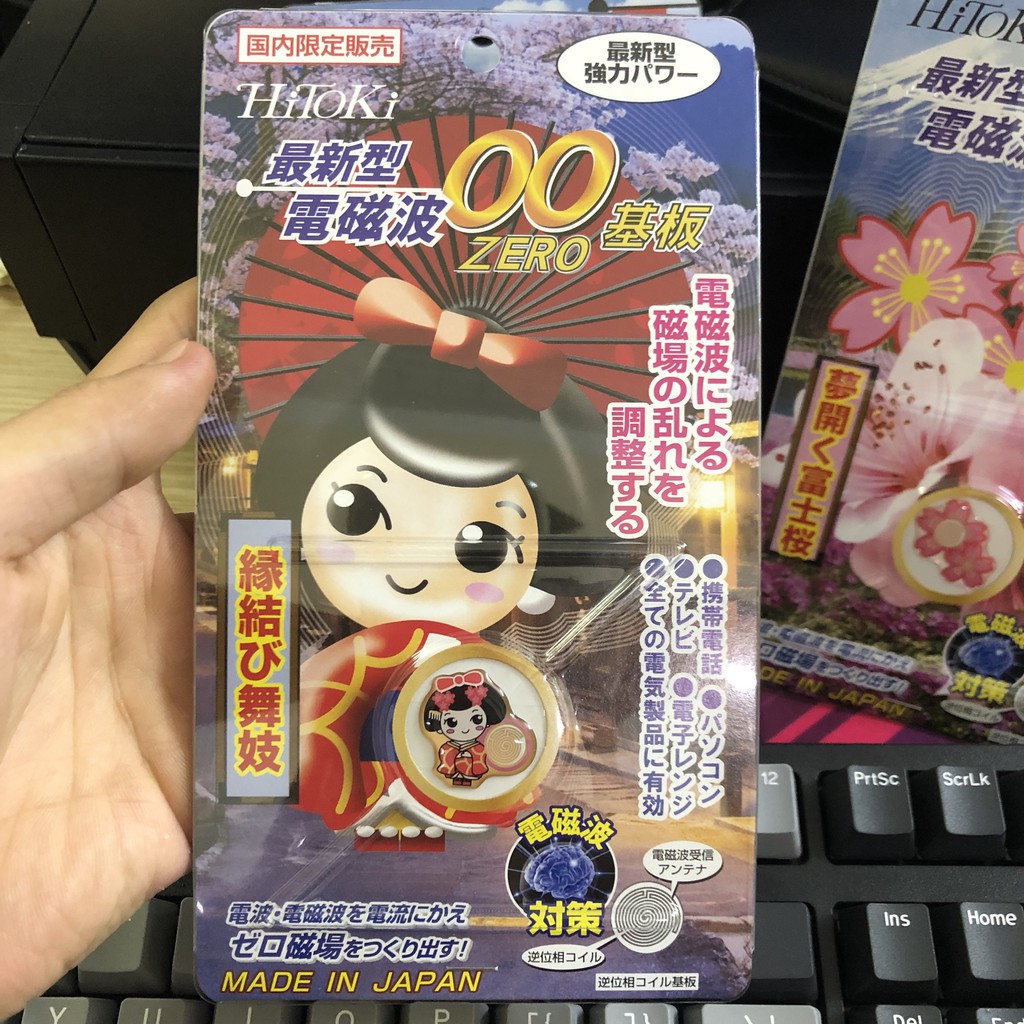 国内限定販売
最新型
強力パワー
HiToKi
最新型
電磁波
00
ZERO
基板
電磁波による
磁場の乱れを
調整する
●携帯電話●パソコン
●テレビ ●電子レンジ
●全ての電気製品に有効
縁結び舞妓
電磁波
対策
電磁波受信
アンテナ
逆位相コイル
逆位相コイル基板
電波・電磁波を電流にかえ
ゼロ磁場をつくり出す!
MADE IN JAPAN
最新型
夢開く富士桜
対策
MADE IN JAPAN
12
PrtSc
ScrLk
Ins
Home
Y
U
I
O
P